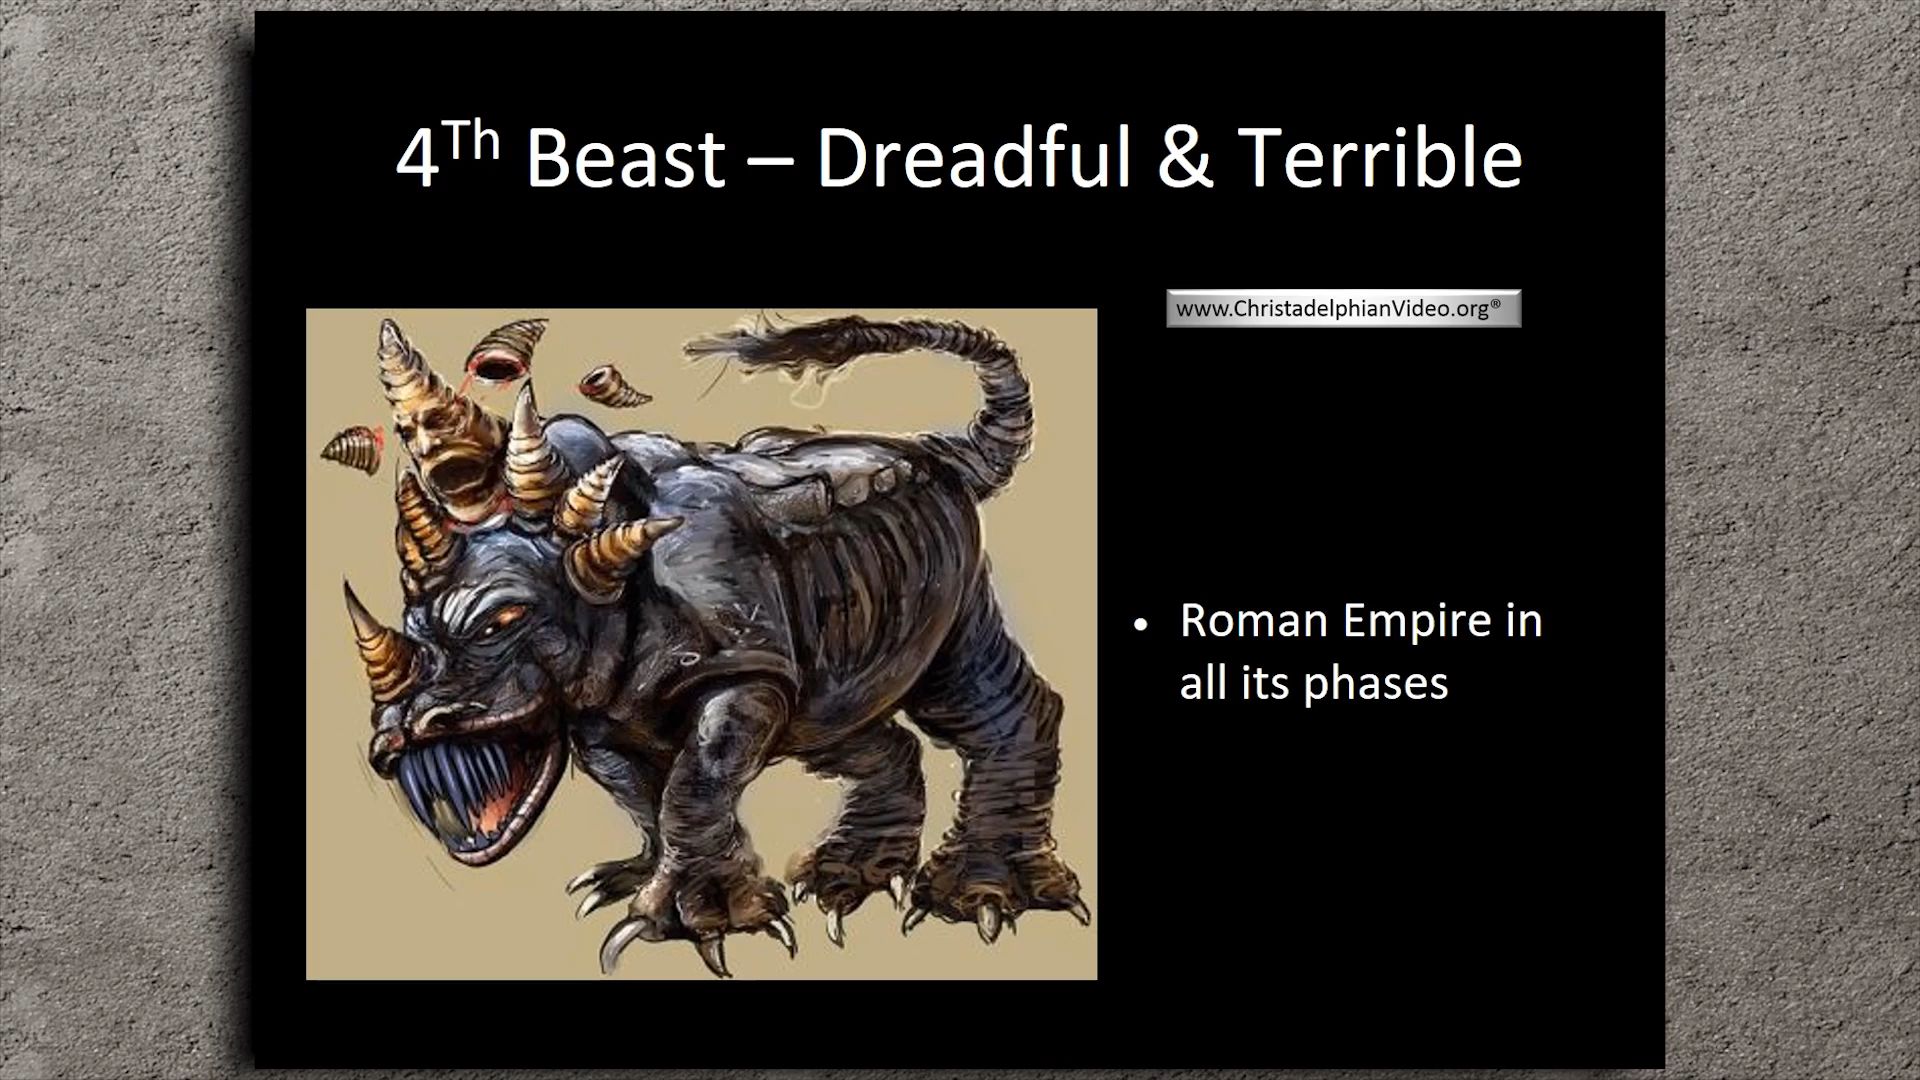 4Th Beast – Dreadful & Terrible
www.ChristadelphianVideo.org®
• Roman Empire in
all its phases